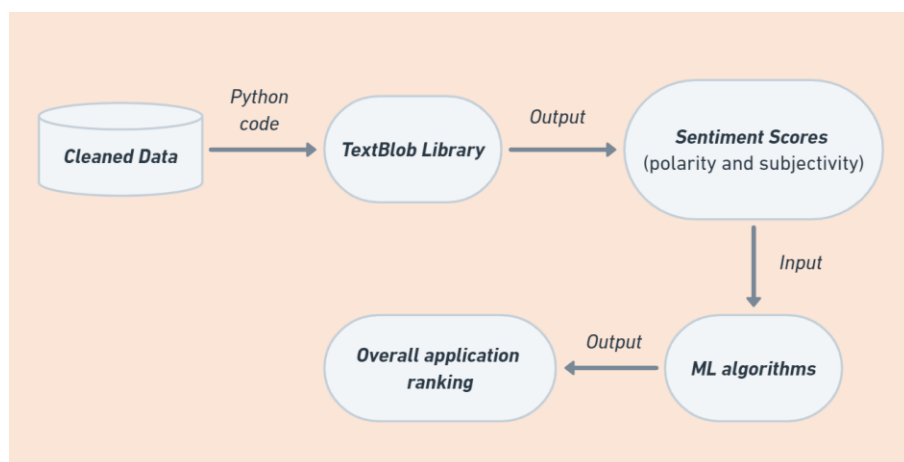 Python
code
Output
Cleaned Data
TextBlob Library
Sentiment Scores
(polarity and subjectivity)
Input
Output
Overall application
ranking
ML algorithms